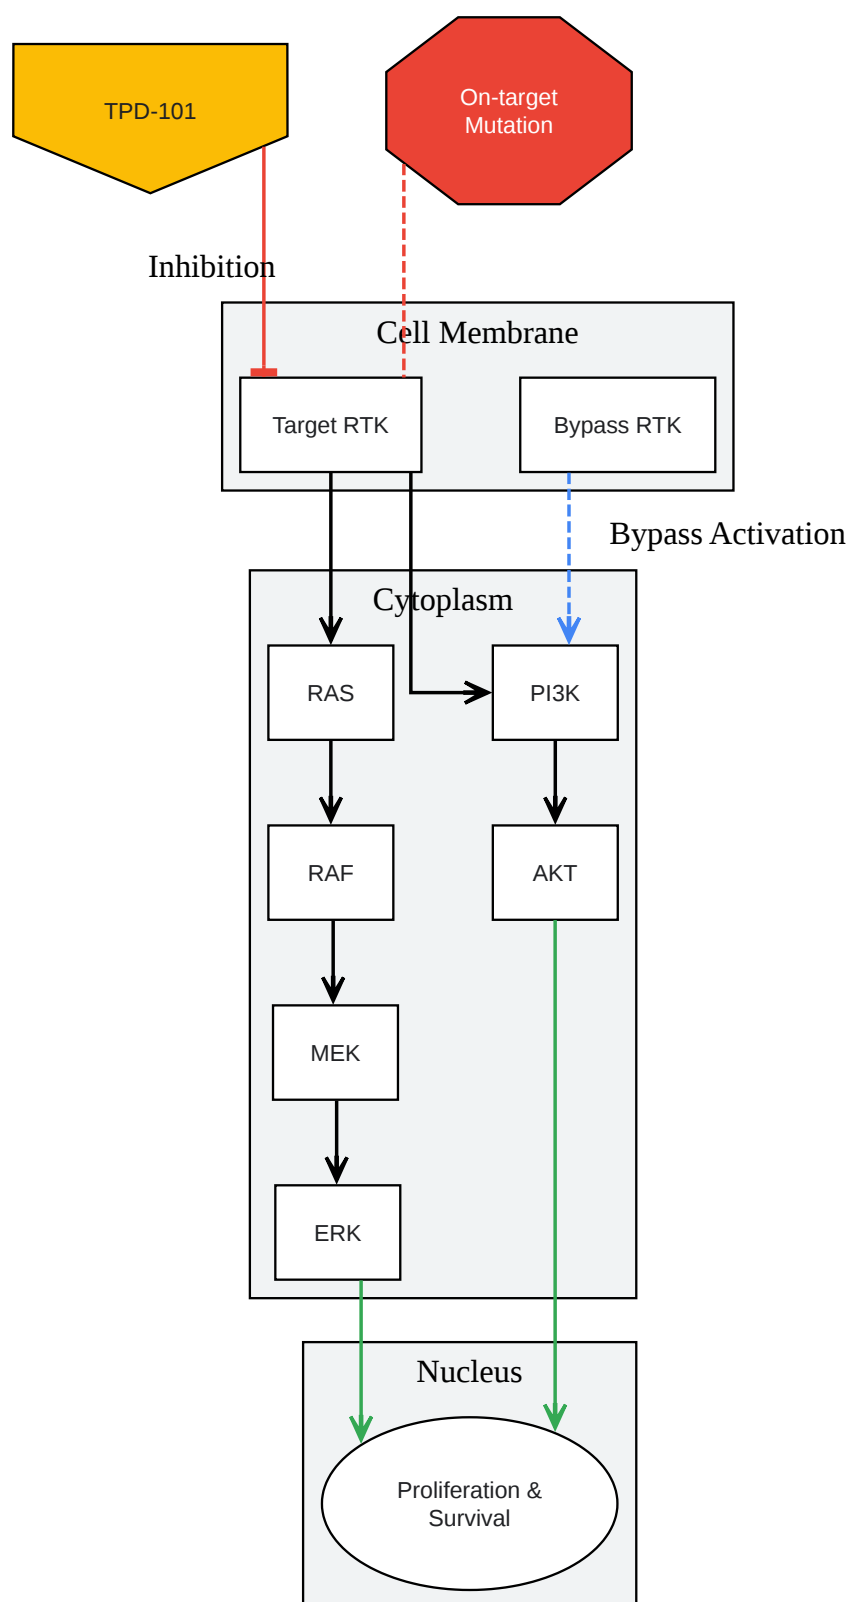 TPD-101
On-target
Mutation
Inhibition
Cell Membrane
Target RTK
Bypass RTK
Bypass Activation
Cytoplasm
RAS
PI3K
RAF
AKT
MEK
ERK
Nucleus
Proliferation &
Survival